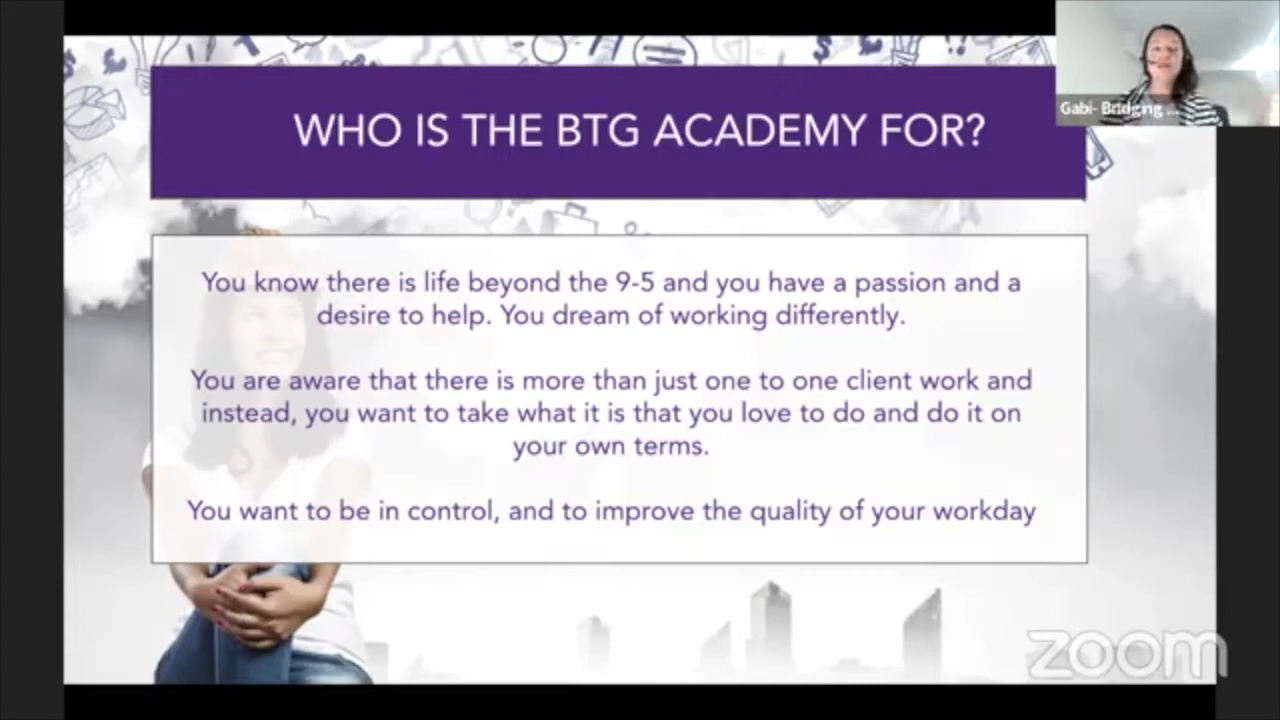 WHO IS THE BTG ACADEMY FOR?
Gabi- Bridging ...
You know there is life beyond the 9-5 and you have a passion and a
desire to help. You dream of working differently.
You are aware that there is more than just one to one client work and
instead, you want to take what it is that you love to do and do it on
your own terms.
You want to be in control, and to improve the quality of your workday
zoom